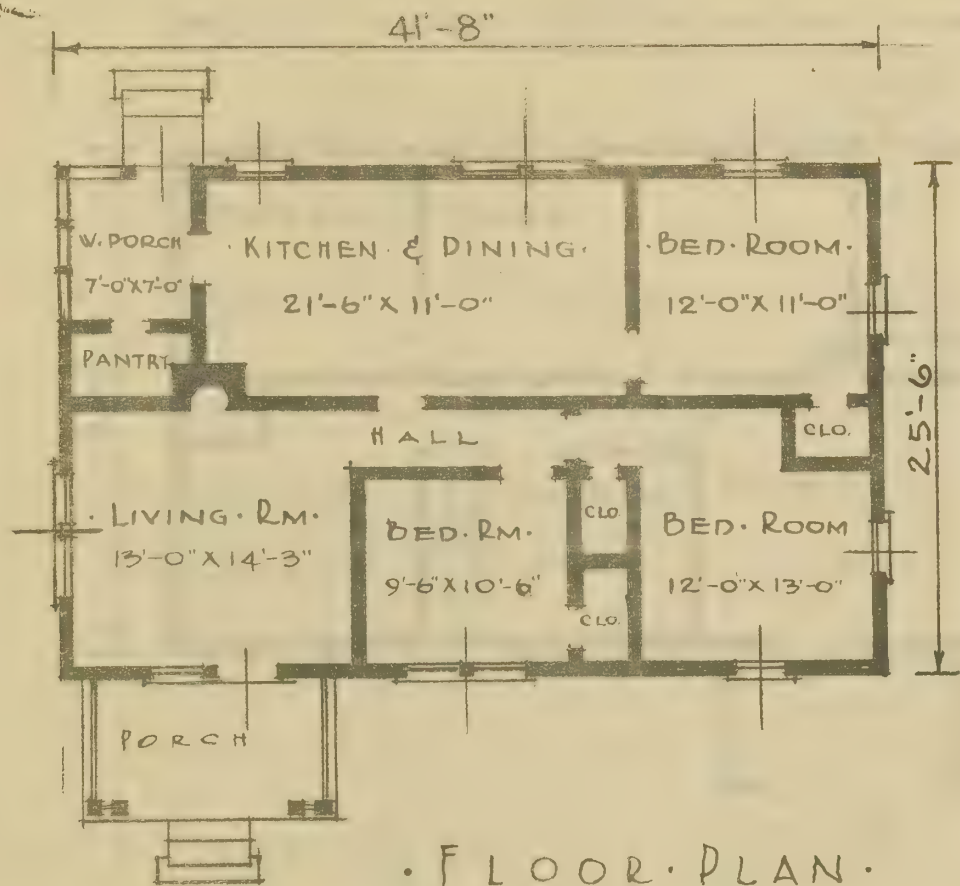 41'-8"
W. PORCH
7'-0"X7'-0"
· KITCHEN & DINING ·
21'-6" X 11'-0"
· BED · ROOM ·
12'-0" X 11'-0"
PANTRY
25'-6"
HALL
CLO.
· LIVING · RM ·
13'-0" X 14'-3"
BED · RM ·
9'-6" X 10'-6"
CLO
BED · ROOM
12'-0" X 13'-0"
CLO.
PORCH
· FLOOR · PLAN ·